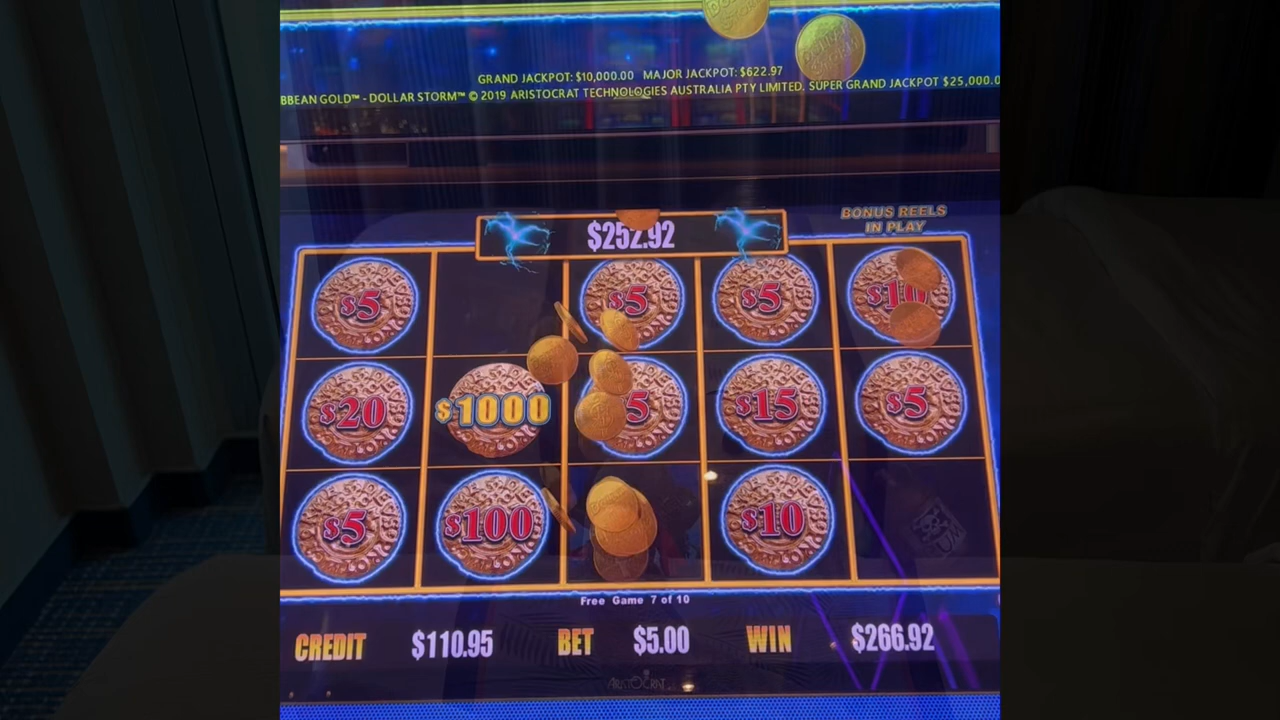 GRAND JACKPOT: $10,000.00 MAJOR JACKPOT: $622.97
BBEAN GOLD™ - DOLLAR STORM™ © 2019 ARISTOCRAT TECHNOLOGIES AUSTRALIA PTY LIMITED. SUPER GRAND JACKPOT $25,000.0
$252.92
BONUS REELS
IN PLAY
$5 $5 $5 $10
$20 $1000 5 $15 $5
$5 $100 $10
Free Game 7 of 10
CREDIT $110.95 BET $5.00 WIN $266.92
ARISTOCRAT